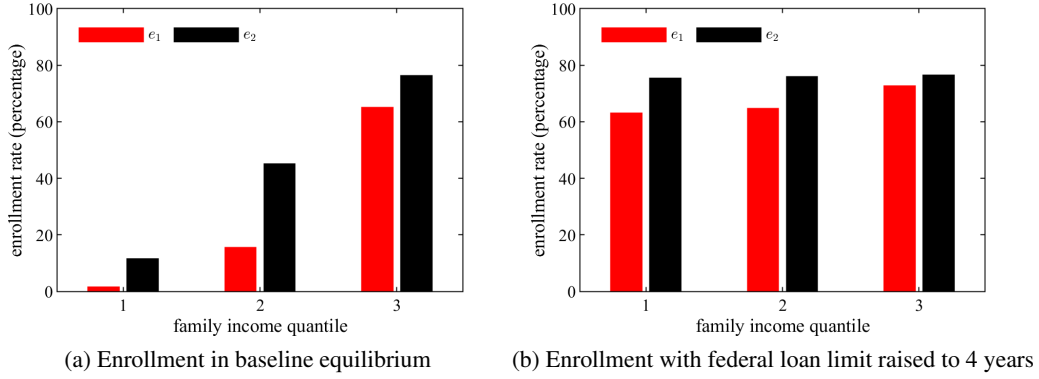 100
80
60
40
20
0
enrollment rate (percentage)
e₁ e₂
1 2 3
family income quantile
(a) Enrollment in baseline equilibrium
100
80
60
40
20
0
enrollment rate (percentage)
e₁ e₂
1 2 3
family income quantile
(b) Enrollment with federal loan limit raised to 4 years